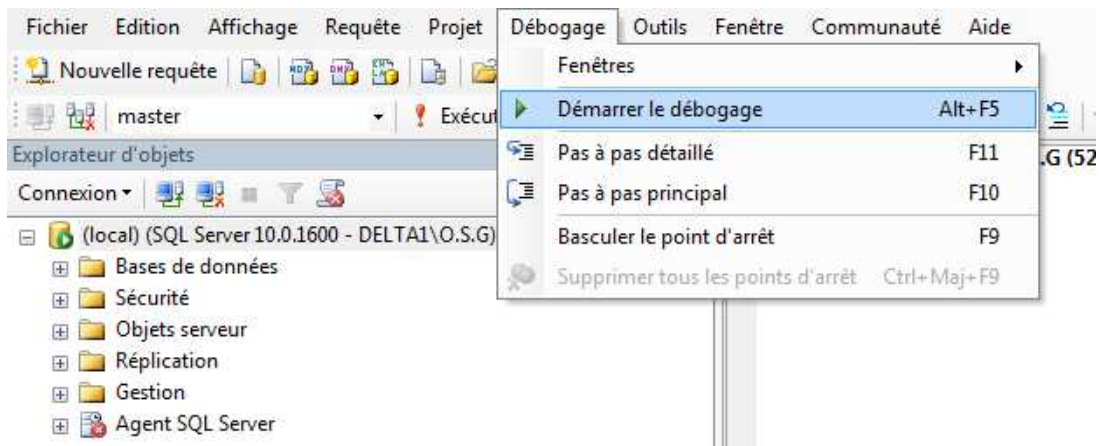 Fichier Edition Affichage Requête Projet Débogage Outils Fenêtre Communauté Aide
Nouvelle requête
Fenêtres
master
Exécut
Démarrer le débogage Alt+F5
Explorateur d'objets
Pas à pas détaillé F11
.G (52
Connexion
Pas à pas principal F10
(local) (SQL Server 10.0.1600 - DELTA1\O.S.G)
Basculer le point d'arrêt F9
Bases de données
Supprimer tous les points d'arrêt Ctrl+Maj+F9
Sécurité
Objets serveur
Réplication
Gestion
Agent SQL Server